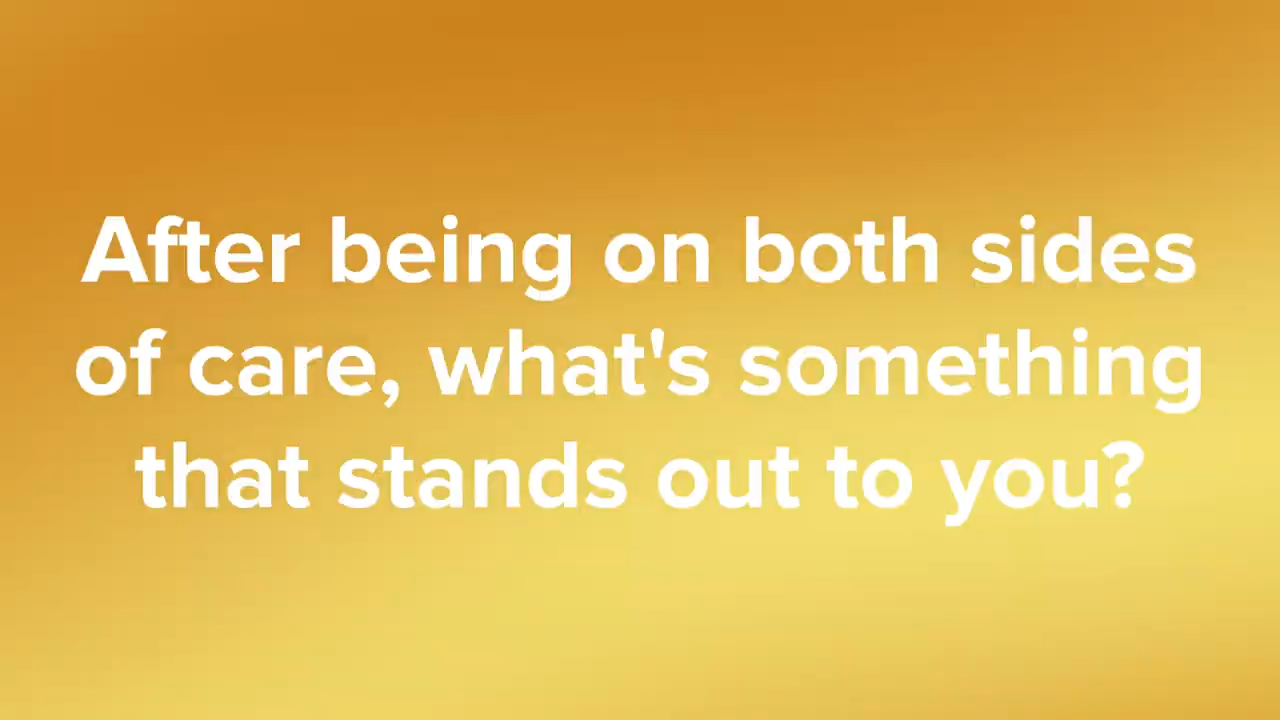 After being on both sides
of care, what's something
that stands out to you?